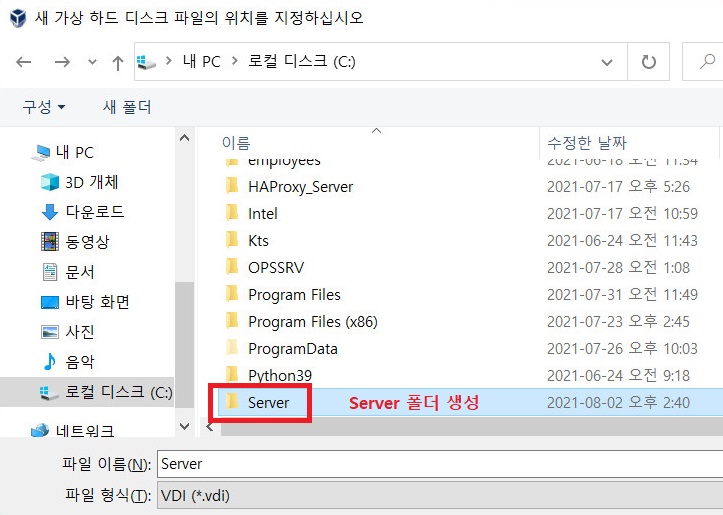 새 가상 하드 디스크 파일의 위치를 지정하십시오
내 PC > 로컬 디스크 (C:)
구성 새 폴더
내 PC
3D 개체
다운로드
동영상
문서
바탕 화면
사진
음악
로컬 디스크 (C:)
네트워크
이름 수정한 날짜
employees 2021-06-18 오전 11:54
HAProxy_Server 2021-07-17 오후 5:26
Intel 2021-07-17 오전 10:59
Kts 2021-06-24 오전 11:43
OPSSRV 2021-07-28 오전 1:08
Program Files 2021-07-31 오전 11:49
Program Files (x86) 2021-07-23 오후 2:45
ProgramData 2021-07-26 오후 10:03
Python39 2021-06-24 오전 9:18
Server Server 폴더 생성 2021-08-02 오후 2:40
파일 이름(N): Server
파일 형식(T): VDI (*.vdi)